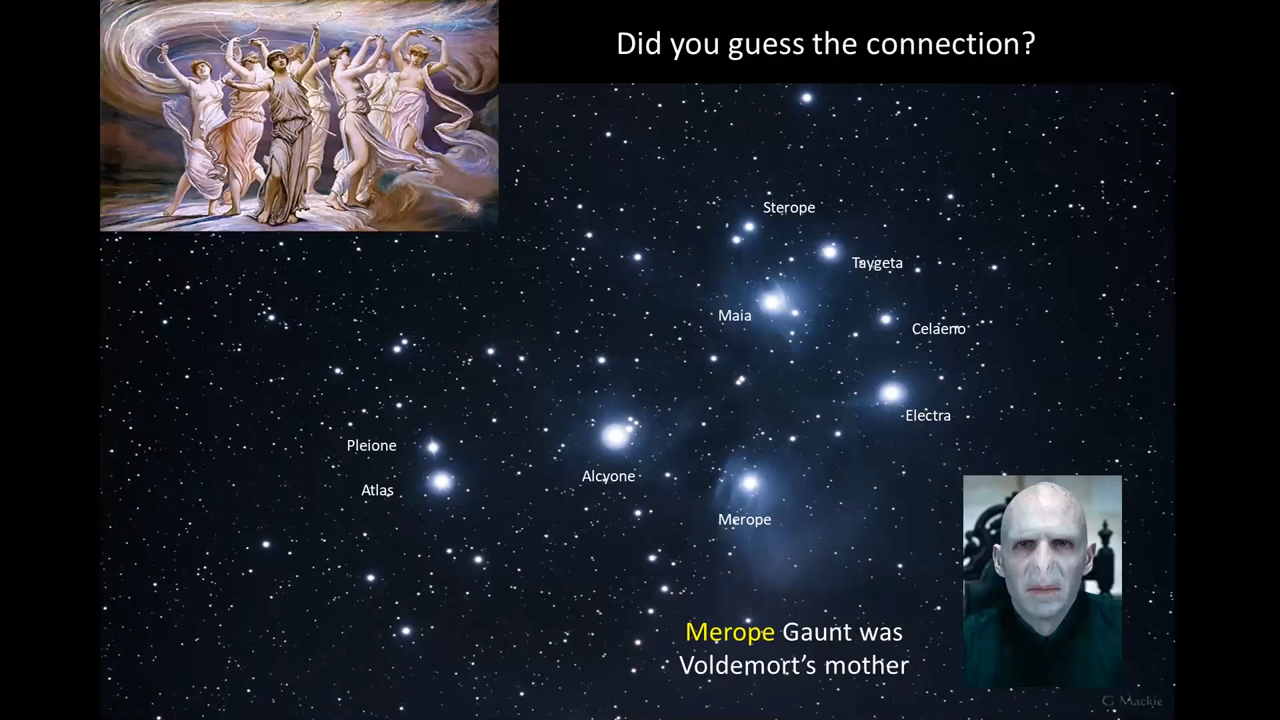 Did you guess the connection?
Sterope
Taygeta
Maia
Celaeno
Electra
Pleione
Alcyone
Atlas
Merope
Merope Gaunt was
Voldemort’s mother
G Mackie